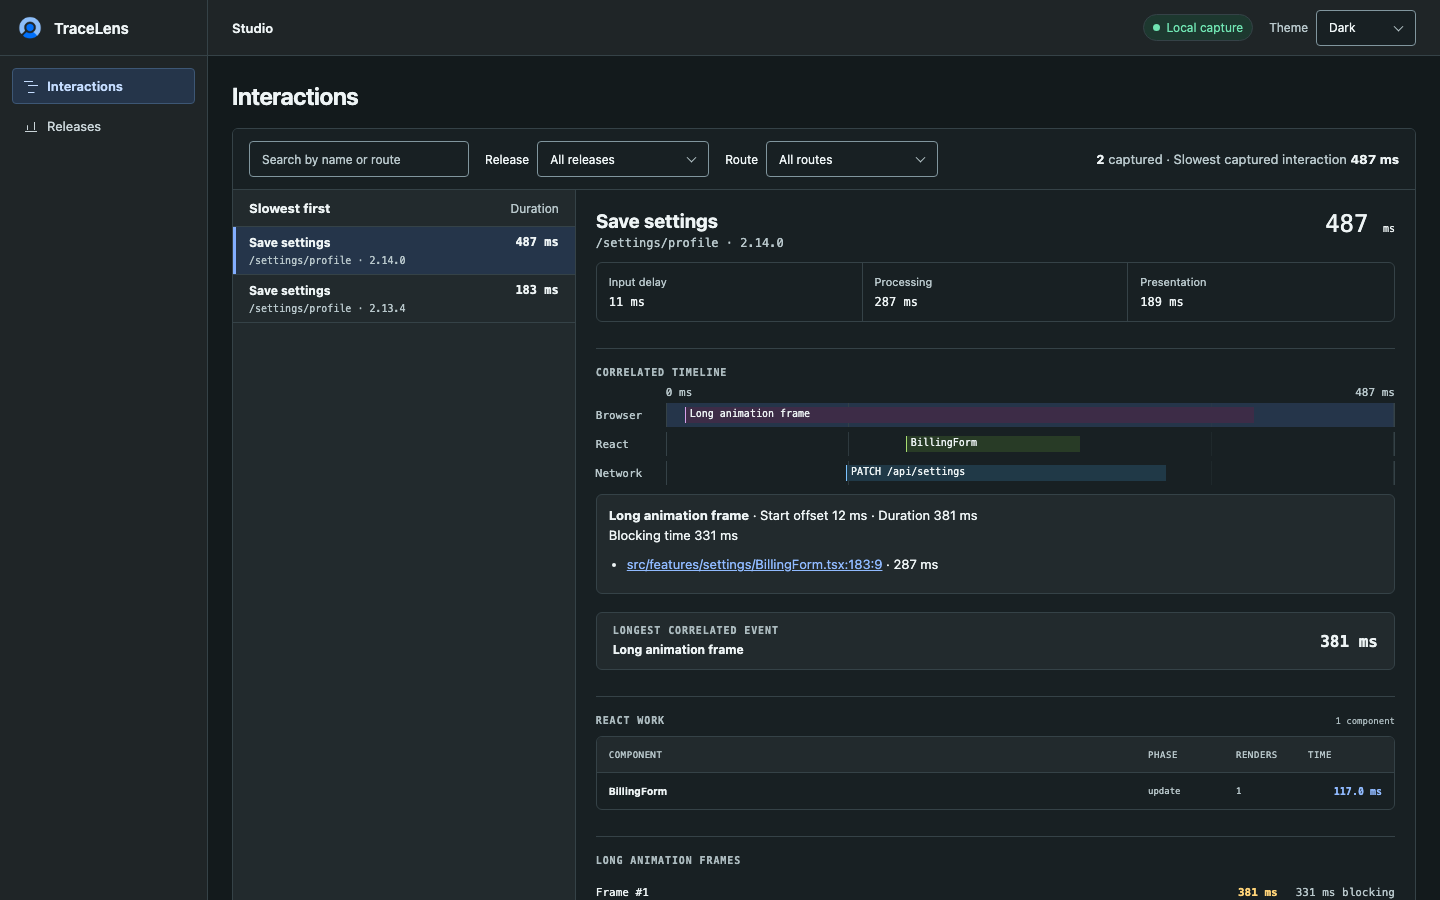 TraceLens
Studio
Local capture
Theme
Dark
Interactions
Releases
Interactions
Search by name or route
Release
All releases
Route
All routes
2 captured · Slowest captured interaction 487 ms
Slowest first
Duration
Save settings
487 ms
/settings/profile · 2.14.0
Save settings
183 ms
/settings/profile · 2.13.4
Save settings
487 ms
/settings/profile · 2.14.0
Input delay
11 ms
Processing
287 ms
Presentation
189 ms
CORRELATED TIMELINE
0 ms
487 ms
Browser
Long animation frame
React
BillingForm
Network
PATCH /api/settings
Long animation frame · Start offset 12 ms · Duration 381 ms
Blocking time 331 ms
• src/features/settings/BillingForm.tsx:183:9 · 287 ms
LONGEST CORRELATED EVENT
Long animation frame
381 ms
REACT WORK
1 component
COMPONENT
PHASE
RENDERS
TIME
BillingForm
update
1
117.0 ms
LONG ANIMATION FRAMES
Frame #1
381 ms
331 ms blocking